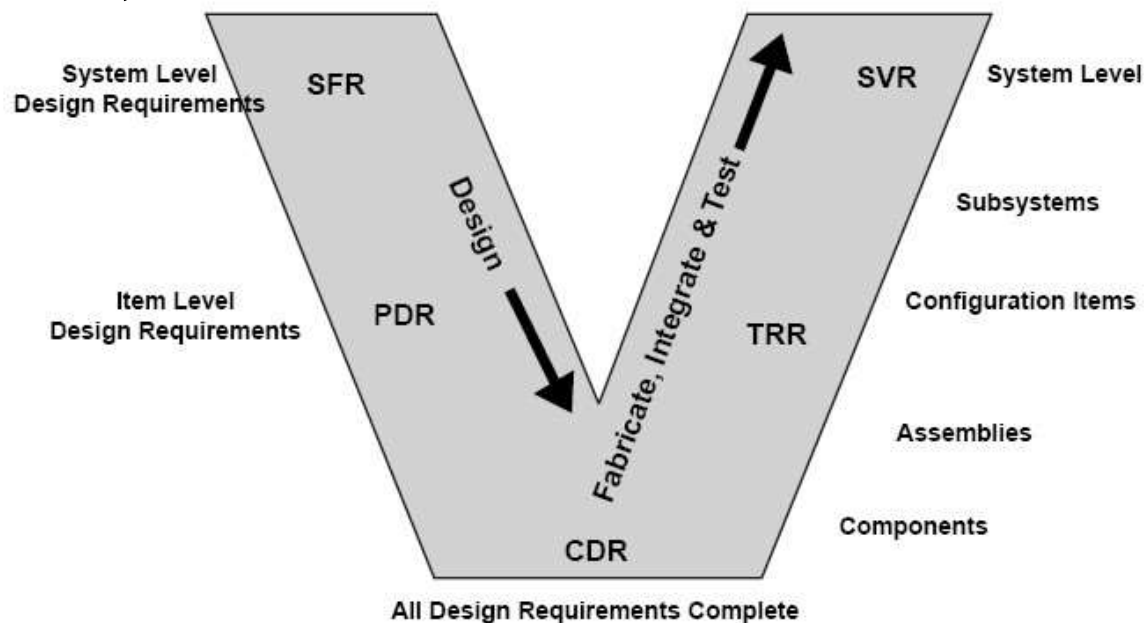 System Level
Design Requirements
SFR
SVR
System Level
Design
Fabricate, Integrate & Test
Subsystems
Item Level
Design Requirements
PDR
TRR
Configuration Items
Assemblies
Components
CDR
All Design Requirements Complete